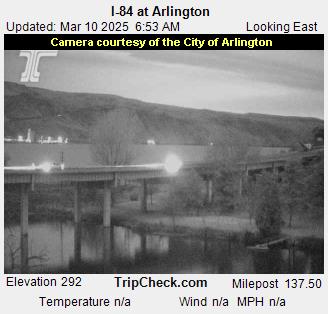 I-84 at Arlington
Updated: Mar 10 2025 6:53 AM Looking East
Camera courtesy of the City of Arlington
Elevation 292 TripCheck.com Milepost 137.50
Temperature n/a Wind n/a MPH n/a